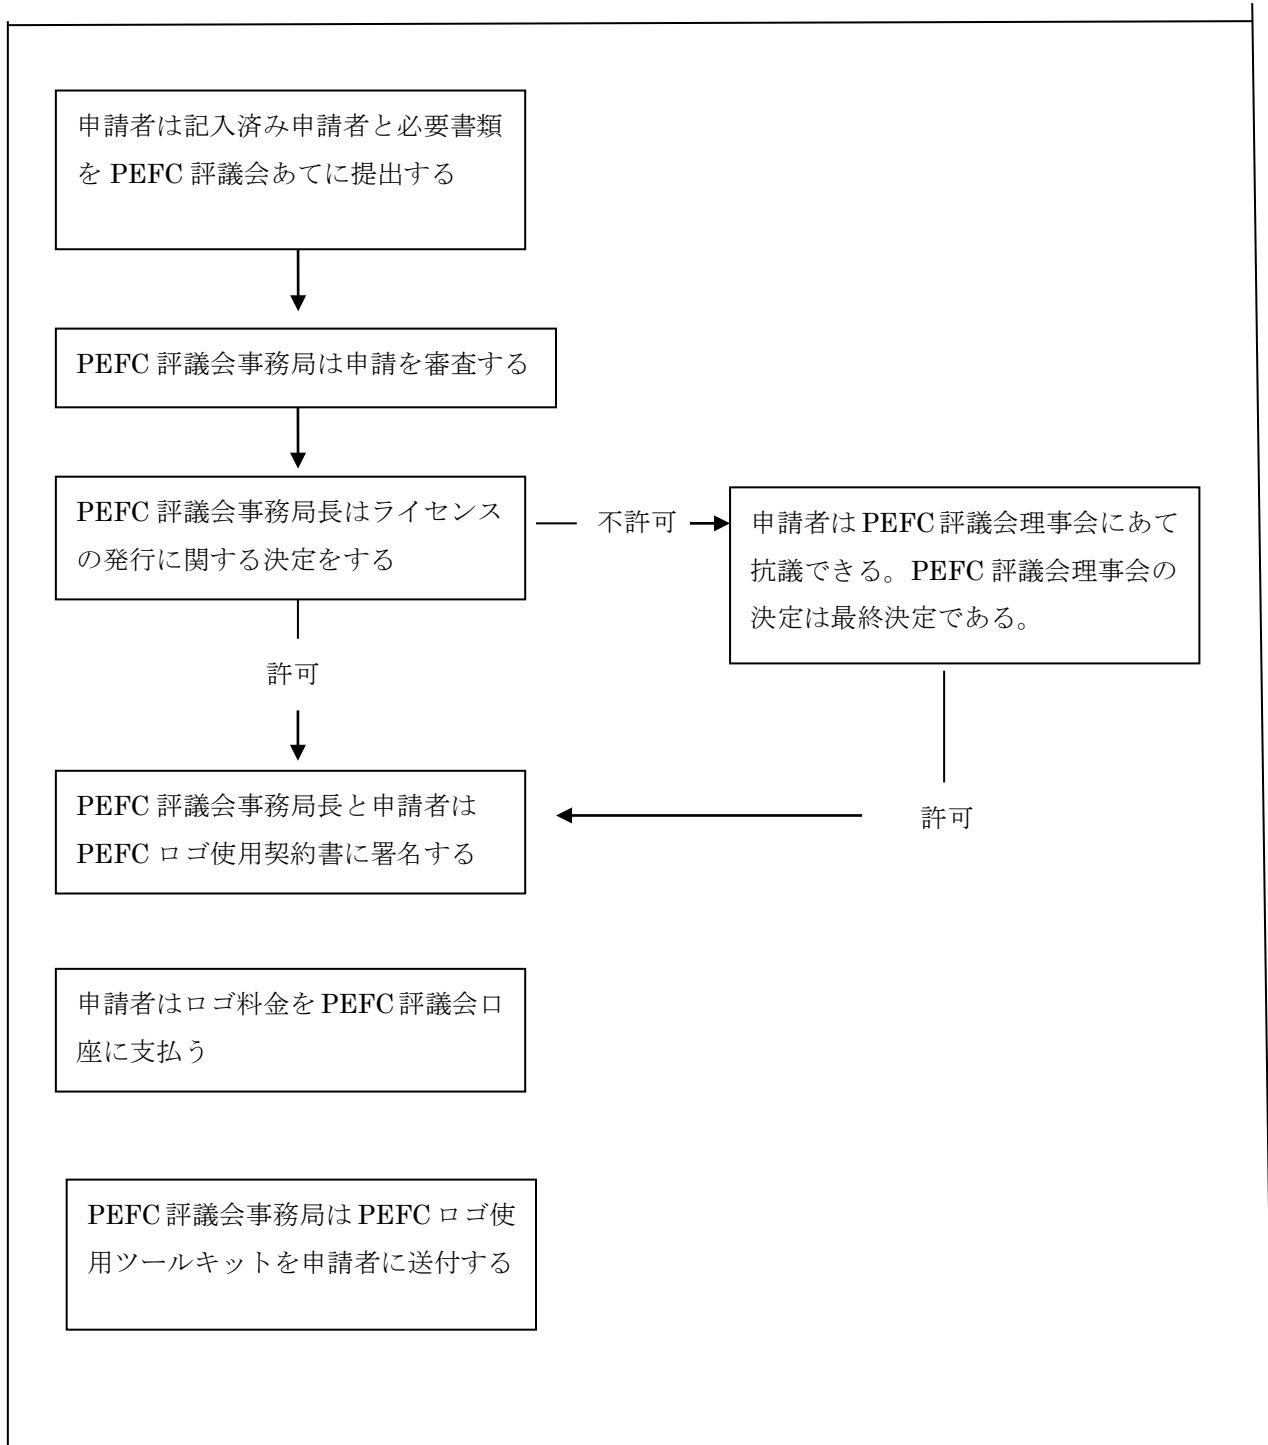 申請者は記入済み申請者と必要書類
を PEFC 評議会あてに提出する
PEFC 評議会事務局は申請を審査する
PEFC 評議会事務局長はライセンス
の発行に関する決定をする
不許可
申請者は PEFC 評議会理事会にあて
抗議できる。PEFC 評議会理事会の
決定は最終決定である。
許可
PEFC 評議会事務局長と申請者は
PEFC ロゴ使用契約書に署名する
許可
申請者はロゴ料金を PEFC 評議会口
座に支払う
PEFC 評議会事務局は PEFC ロゴ使
用ツールキットを申請者に送付する